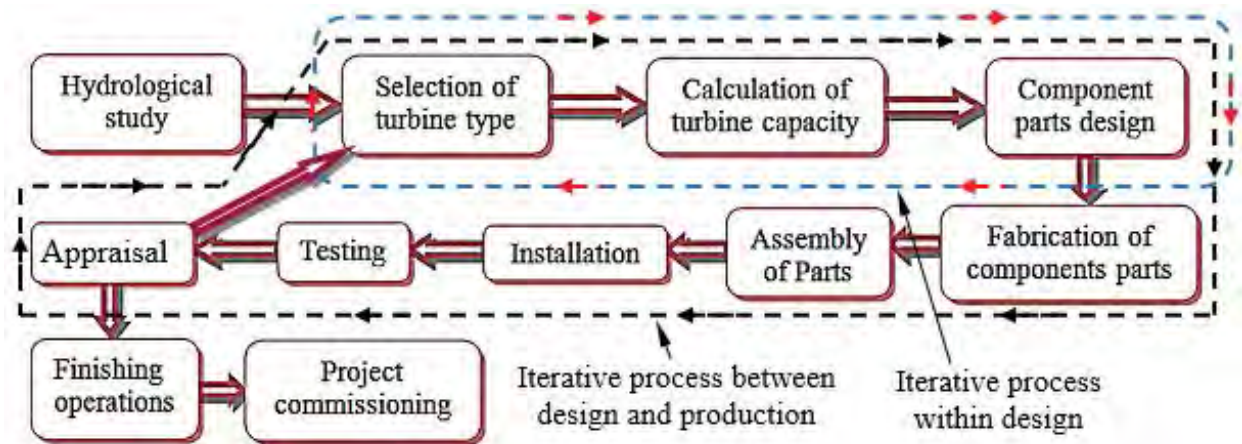 Hydrological
study
Selection of
turbine type
Calculation of
turbine capacity
Component
parts design
Appraisal
Testing
Installation
Assembly
of Parts
Fabrication of
components parts
Finishing
operations
Project
commissioning
Iterative process between
design and production
Iterative process
within design